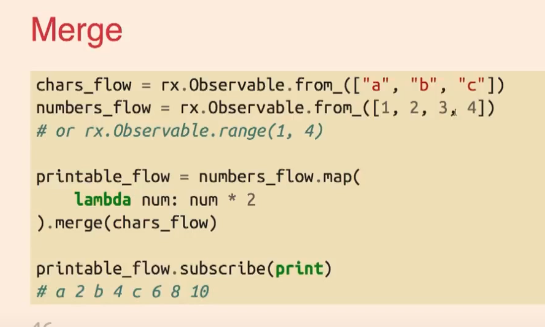 Merge
chars_flow = rx.Observable.from_(["a", "b", "c"])
numbers_flow = rx.Observable.from_([1, 2, 3, 4])
# or rx.Observable.range(1, 4)
printable_flow = numbers_flow.map(
    lambda num: num * 2
).merge(chars_flow)
printable_flow.subscribe(print)
# a 2 b 4 c 6 8 10